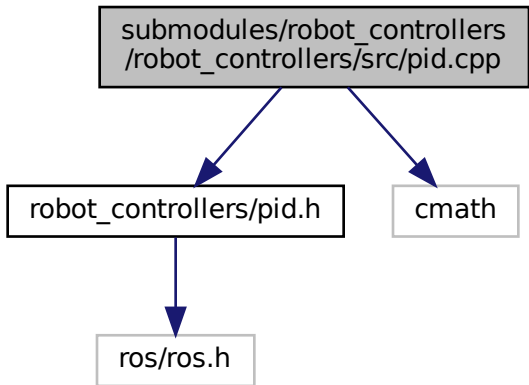 submodules/robot_controllers
/robot_controllers/src/pid.cpp
robot_controllers/pid.h
cmath
ros/ros.h